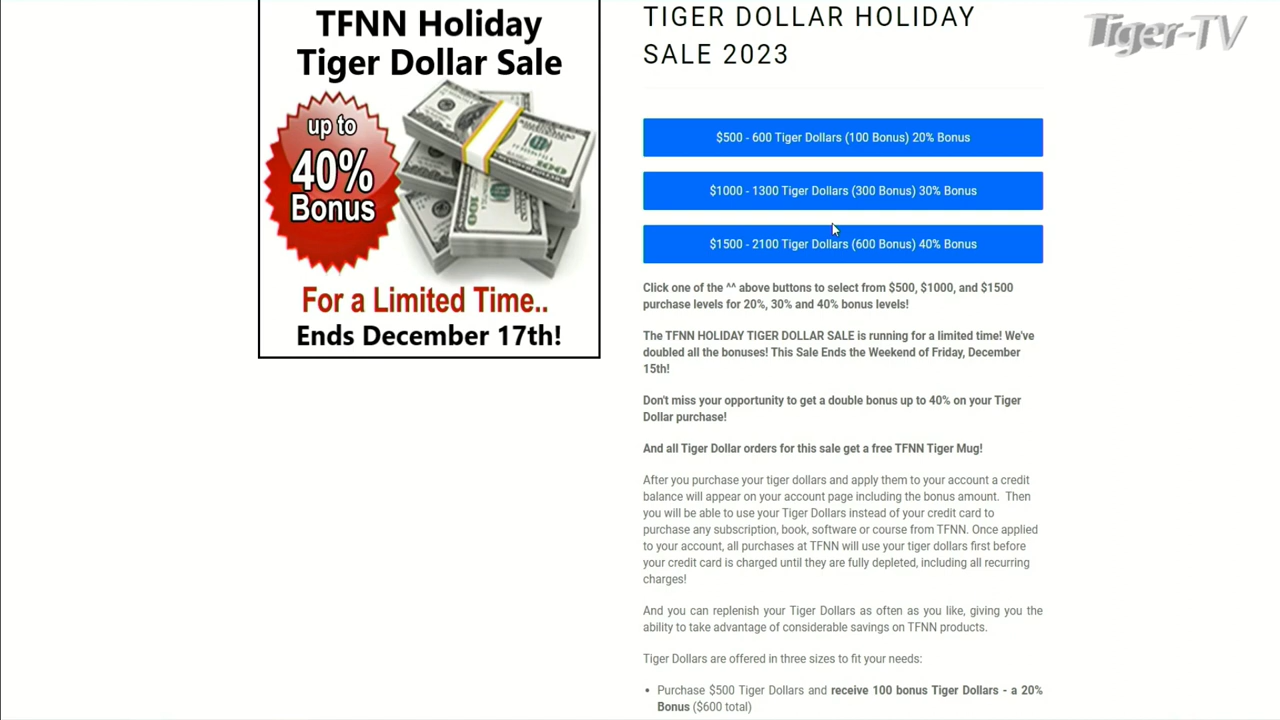 TFNN Holiday
Tiger Dollar Sale
up to
40%
Bonus
For a Limited Time..
Ends December 17th!
TIGER DOLLAR HOLIDAY
SALE 2023
Tiger-TV
$500 - 600 Tiger Dollars (100 Bonus) 20% Bonus
$1000 - 1300 Tiger Dollars (300 Bonus) 30% Bonus
$1500 - 2100 Tiger Dollars (600 Bonus) 40% Bonus
Click one of the ^^ above buttons to select from $500, $1000, and $1500
purchase levels for 20%, 30% and 40% bonus levels!
The TFNN HOLIDAY TIGER DOLLAR SALE is running for a limited time! We've
doubled all the bonuses! This Sale Ends the Weekend of Friday, December
15th!
Don't miss your opportunity to get a double bonus up to 40% on your Tiger
Dollar purchase!
And all Tiger Dollar orders for this sale get a free TFNN Tiger Mug!
After you purchase your tiger dollars and apply them to your account a credit
balance will appear on your account page including the bonus amount. Then
you will be able to use your Tiger Dollars instead of your credit card to
purchase any subscription, book, software or course from TFNN. Once applied
to your account, all purchases at TFNN will use your tiger dollars first before
your credit card is charged until they are fully depleted, including all recurring
charges!
And you can replenish your Tiger Dollars as often as you like, giving you the
ability to take advantage of considerable savings on TFNN products.
Tiger Dollars are offered in three sizes to fit your needs:
• Purchase $500 Tiger Dollars and receive 100 bonus Tiger Dollars - a 20%
Bonus ($600 total)